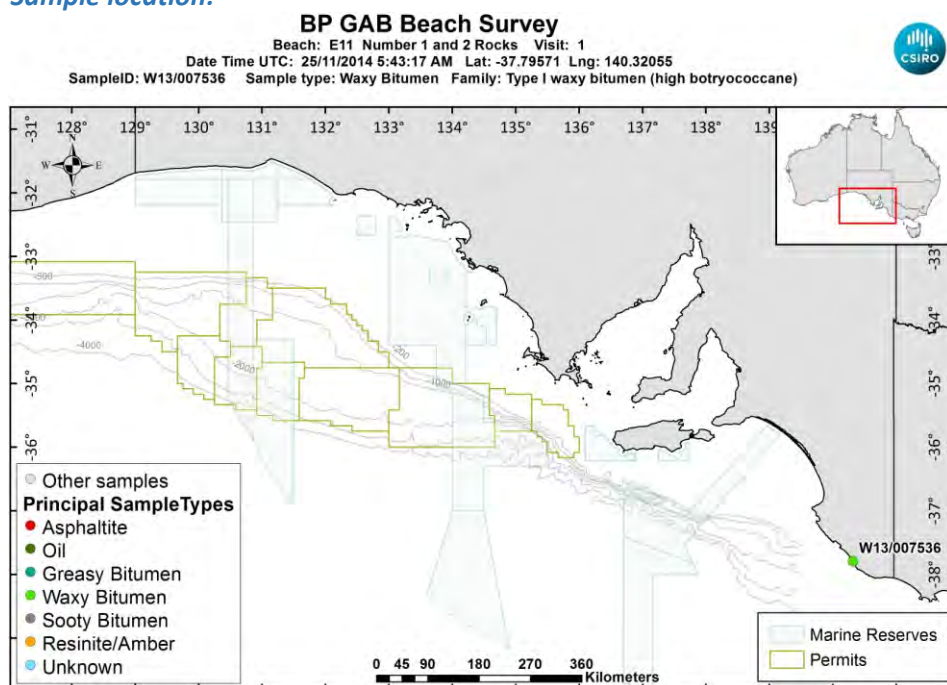 Sample location:
BP GAB Beach Survey
Beach: E11 Number 1 and 2 Rocks Visit: 1
Date Time UTC: 25/11/2014 5:43:17 AM Lat: -37.79571 Lng: 140.32055
SampleID: W13/007536 Sample type: Waxy Bitumen Family: Type I waxy bitumen (high botryococcane)
CSIRO
128° 129° 130° 131° 132° 133° 134° 135° 136° 137° 138° 139
-31° 
N
W E
S
-32°
-33°
-34°
-35°
-36°
-37°
-38°
-33°
-34°
-35°
-36°
-37°
-38°
-200
-1000
-2000
-4000
Other samples
Principal SampleTypes
Asphaltite
Oil
Greasy Bitumen
Waxy Bitumen
Sooty Bitumen
Resinite/Amber
Unknown
W13/007536
0 45 90 180 270 360
Kilometers
Marine Reserves
Permits